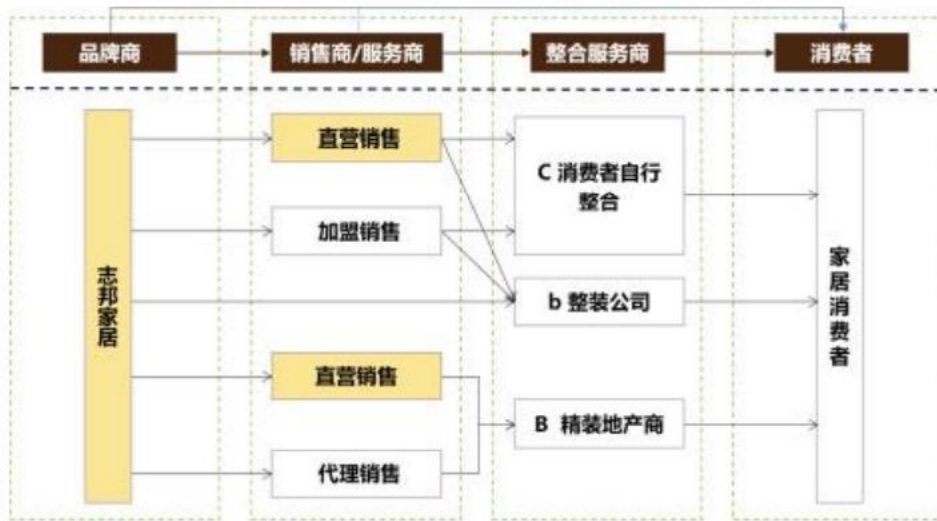 品牌商
销售商/服务商
整合服务商
消费者
志邦家居
直营销售
加盟销售
直营销售
代理销售
C 消费者自行
整合
b 整装公司
B 精装地产商
家居消费者